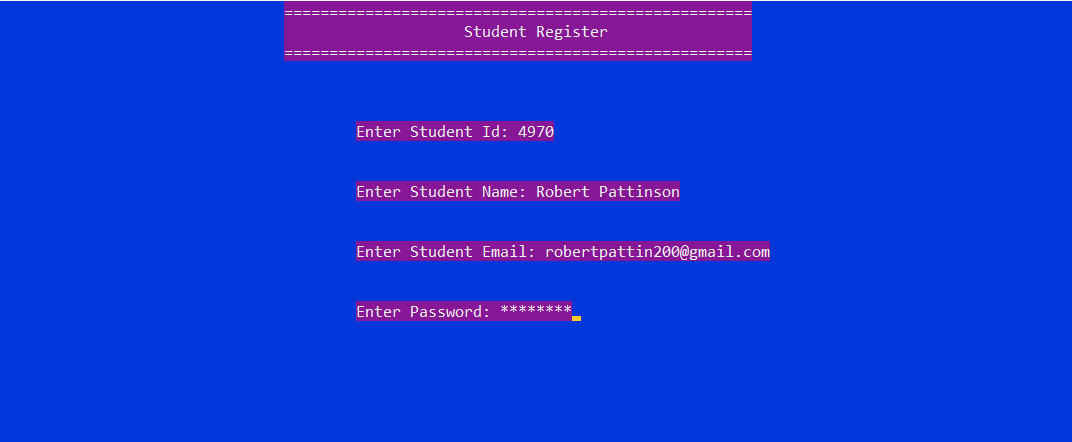 ====================================================
Student Register
====================================================
Enter Student Id: 4970
Enter Student Name: Robert Pattinson
Enter Student Email: robertpattin200@gmail.com
Enter Password: ********